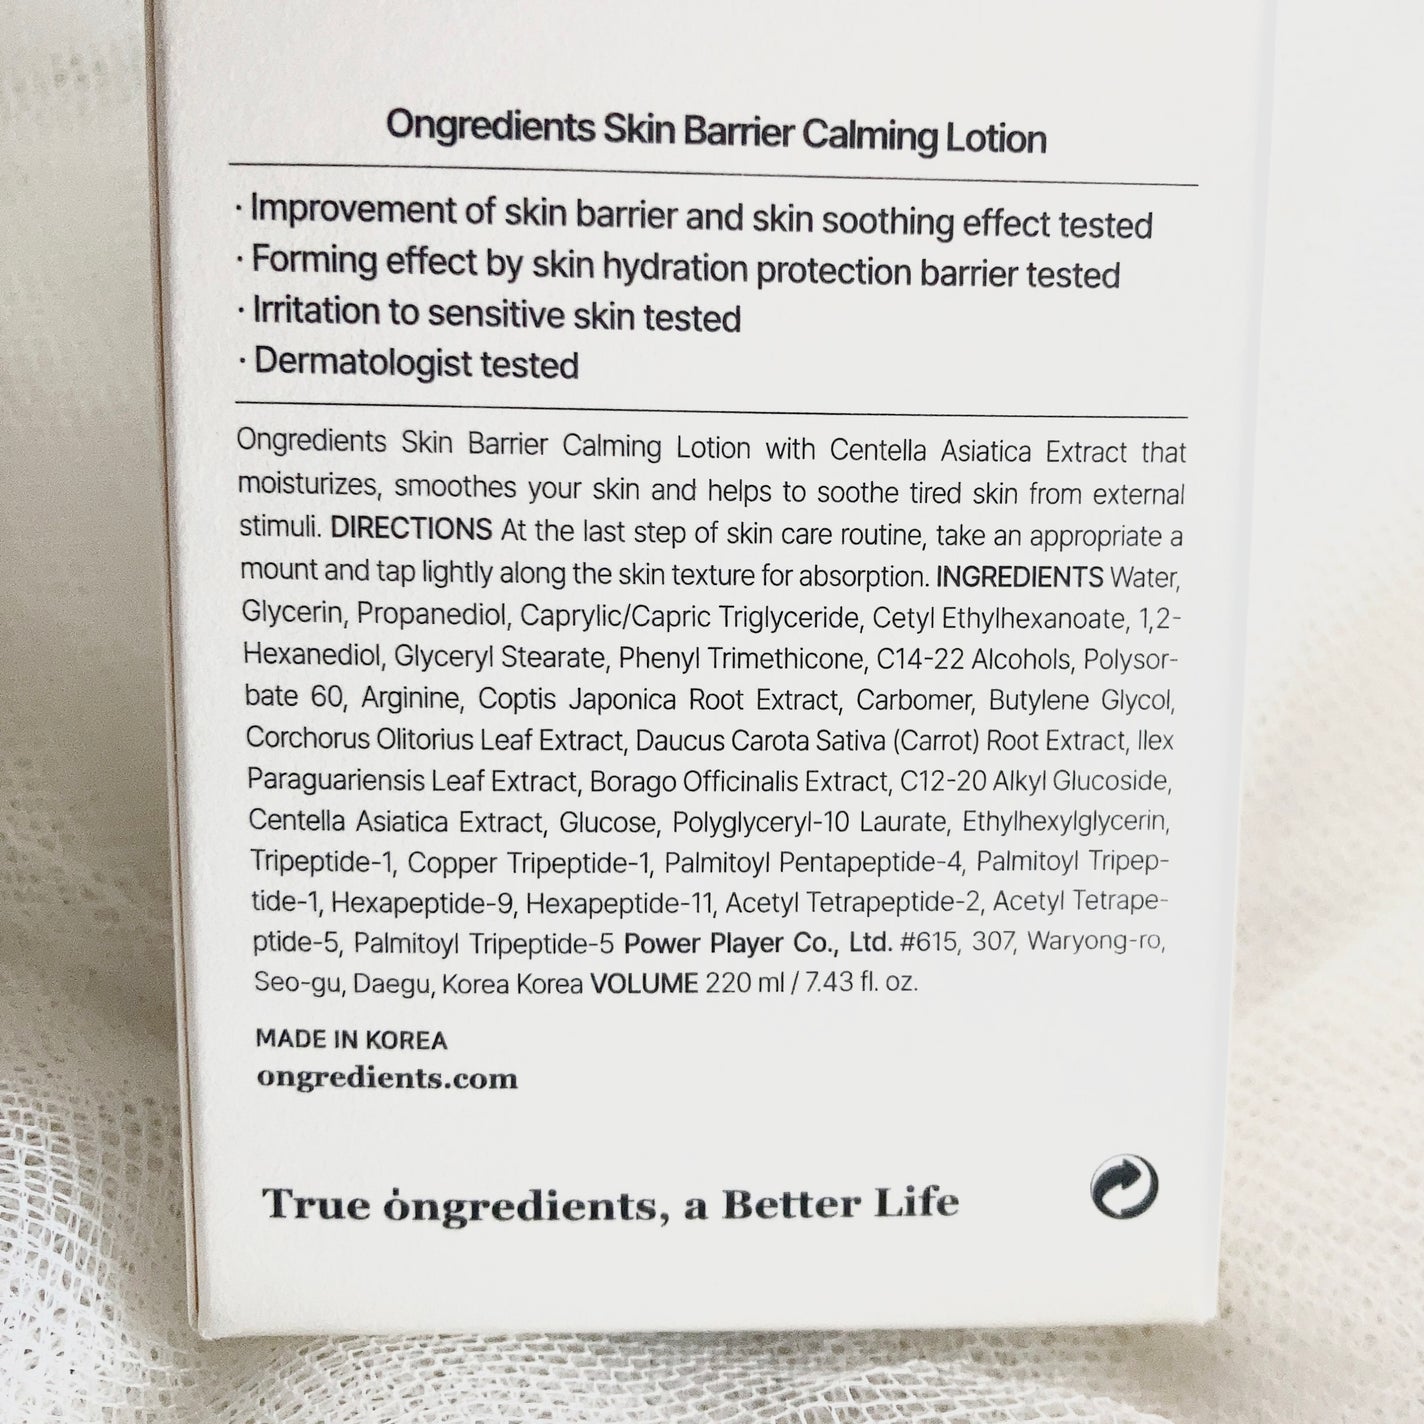 Ongredients Skin Barrier Calming Lotion
· Improvement of skin barrier and skin soothing effect tested
· Forming effect by skin hydration protection barrier tested
· Irritation to sensitive skin tested
· Dermatologist tested
Ongredients Skin Barrier Calming Lotion with Centella Asiatica Extract that
moisturizes, smoothes your skin and helps to soothe tired skin from external
stimuli. DIRECTIONS At the last step of skin care routine, take an appropriate a
mount and tap lightly along the skin texture for absorption. INGREDIENTS Water,
Glycerin, Propanediol, Caprylic/Capric Triglyceride, Cetyl Ethylhexanoate, 1,2-
Hexanediol, Glyceryl Stearate, Phenyl Trimethicone, C14-22 Alcohols, Polysor-
bate 60, Arginine, Coptis Japonica Root Extract, Carbomer, Butylene Glycol,
Corchorus Olitorius Leaf Extract, Daucus Carota Sativa (Carrot) Root Extract, Ilex
Paraguariensis Leaf Extract, Borago Officinalis Extract, C12-20 Alkyl Glucoside,
Centella Asiatica Extract, Glucose, Polyglyceryl-10 Laurate, Ethylhexylglycerin,
Tripeptide-1, Copper Tripeptide-1, Palmitoyl Pentapeptide-4, Palmitoyl Tripep-
tide-1, Hexapeptide-9, Hexapeptide-11, Acetyl Tetrapeptide-2, Acetyl Tetrape-
ptide-5, Palmitoyl Tripeptide-5 Power Player Co., Ltd. #615, 307, Waryong-ro,
Seo-gu, Daegu, Korea Korea VOLUME 220 ml / 7.43 fl. oz.
MADE IN KOREA
ongredients.com
True ȯngredients, a Better Life